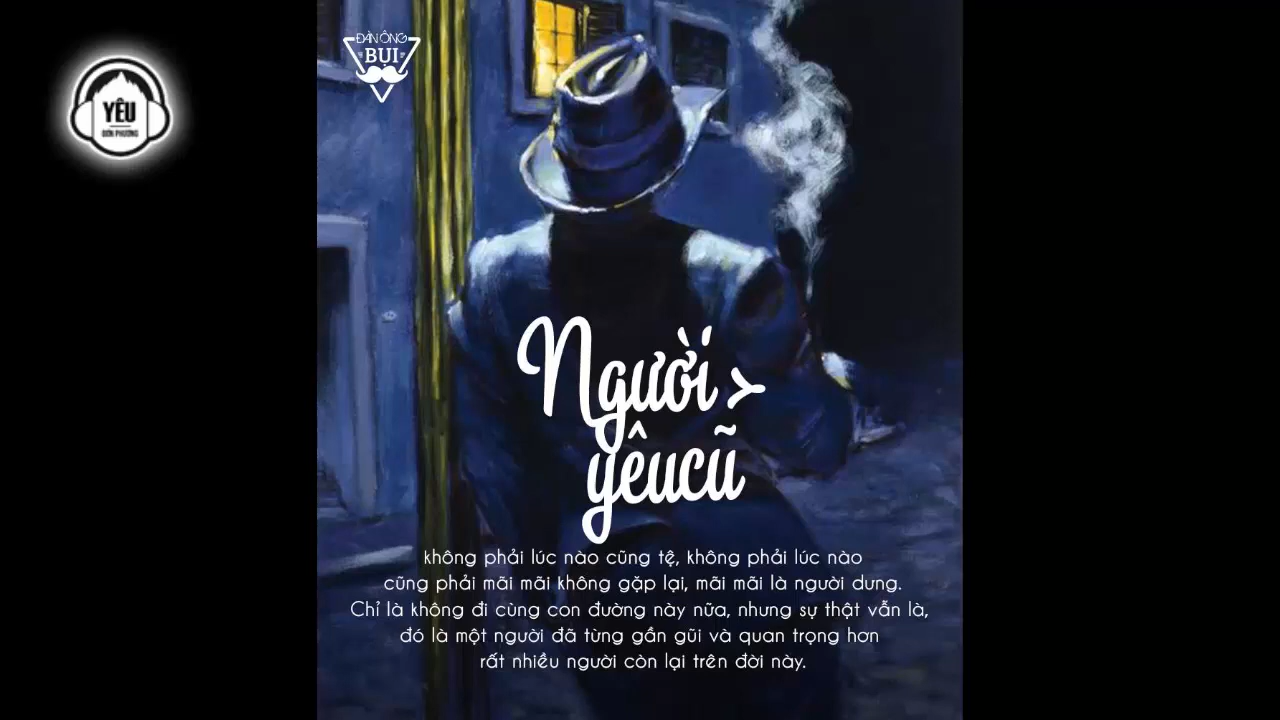 ĐÀN ÔNG
BỤI
YÊU
ĐƠN PHƯƠNG
Người
yêu cũ
không phải lúc nào cũng tệ, không phải lúc nào
cũng phải mãi mãi không gặp lại, mãi mãi là người dưng.
Chỉ là không đi cùng con đường này nữa, nhưng sự thật vẫn là,
đó là một người đã từng gần gũi và quan trọng hơn
rất nhiều người còn lại trên đời này.